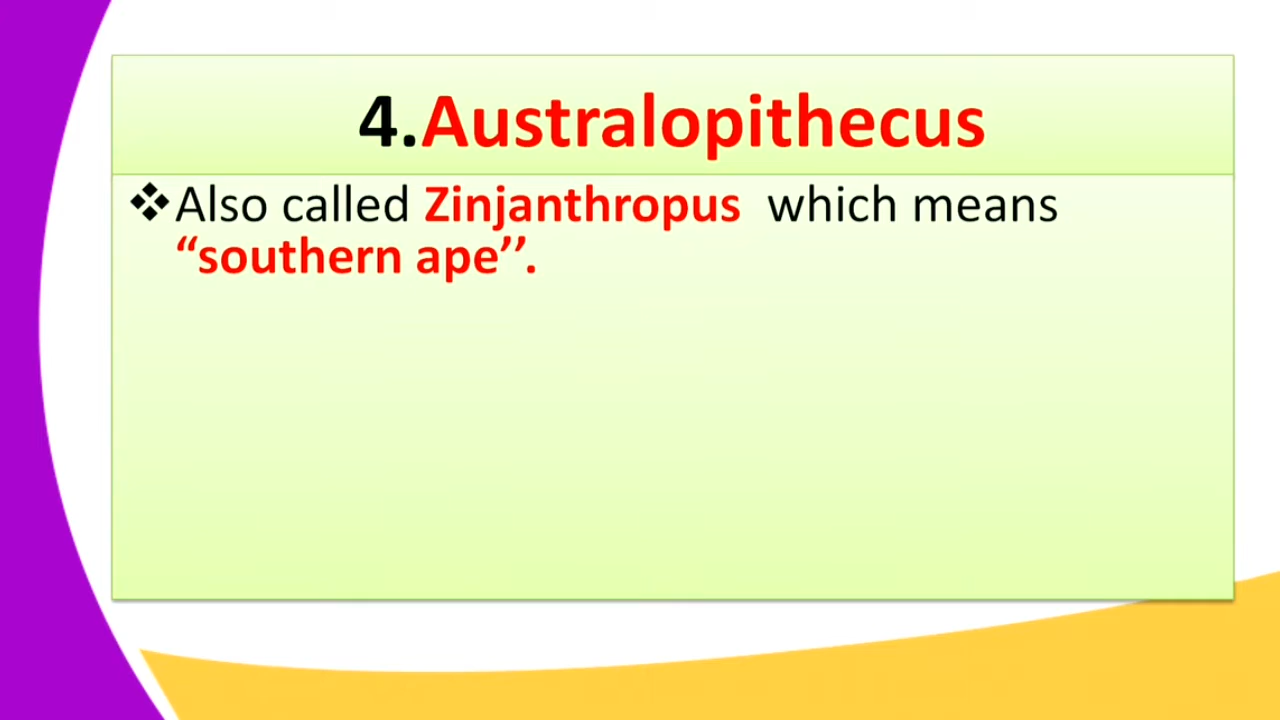 4.Australopithecus
❖Also called Zinjanthropus which means
“southern ape’’.